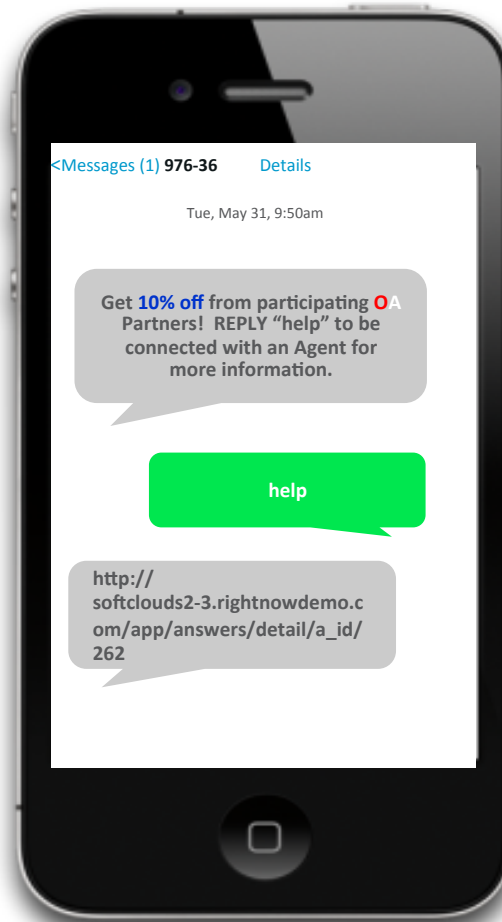 <Messages (1) 976-36 Details
Tue, May 31, 9:50am
Get 10% off from participating OA
Partners! REPLY “help” to be
connected with an Agent for
more information.
help
http://
softclouds2-3.rightnowdemo.c
om/app/answers/detail/a_id/
262